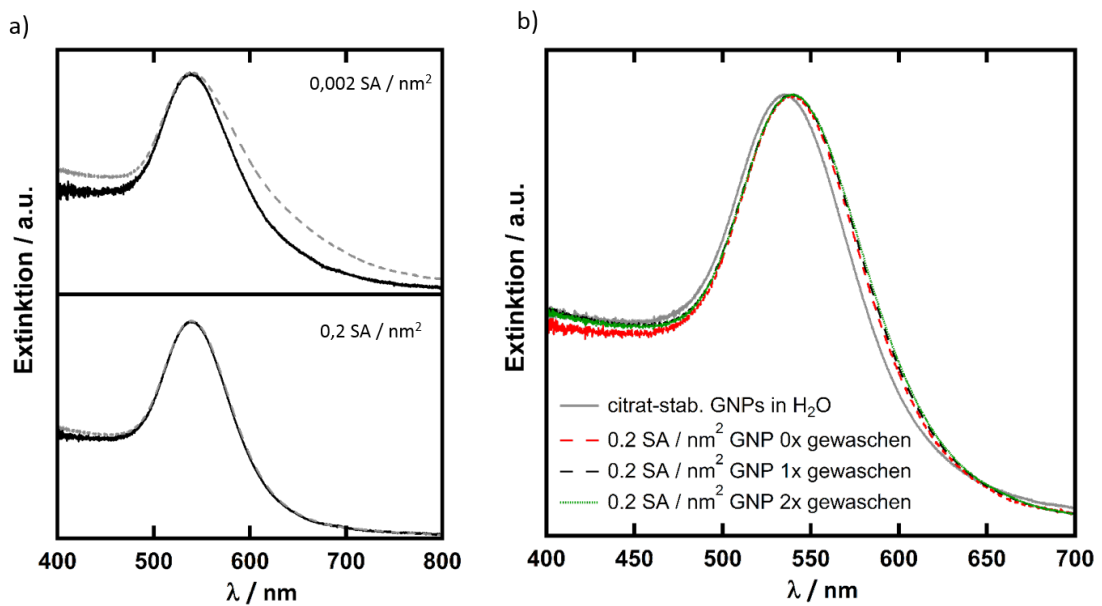 a)
0,002 SA / nm²
Extinktion / a.u.
0,2 SA / nm²
Extinktion / a.u.
400 500 600 700 800
λ / nm
b)
Extinktion / a.u.
citrat-stab. GNPs in H₂O
0.2 SA / nm² GNP 0x gewaschen
0.2 SA / nm² GNP 1x gewaschen
0.2 SA / nm² GNP 2x gewaschen
400 450 500 550 600 650 700
λ / nm